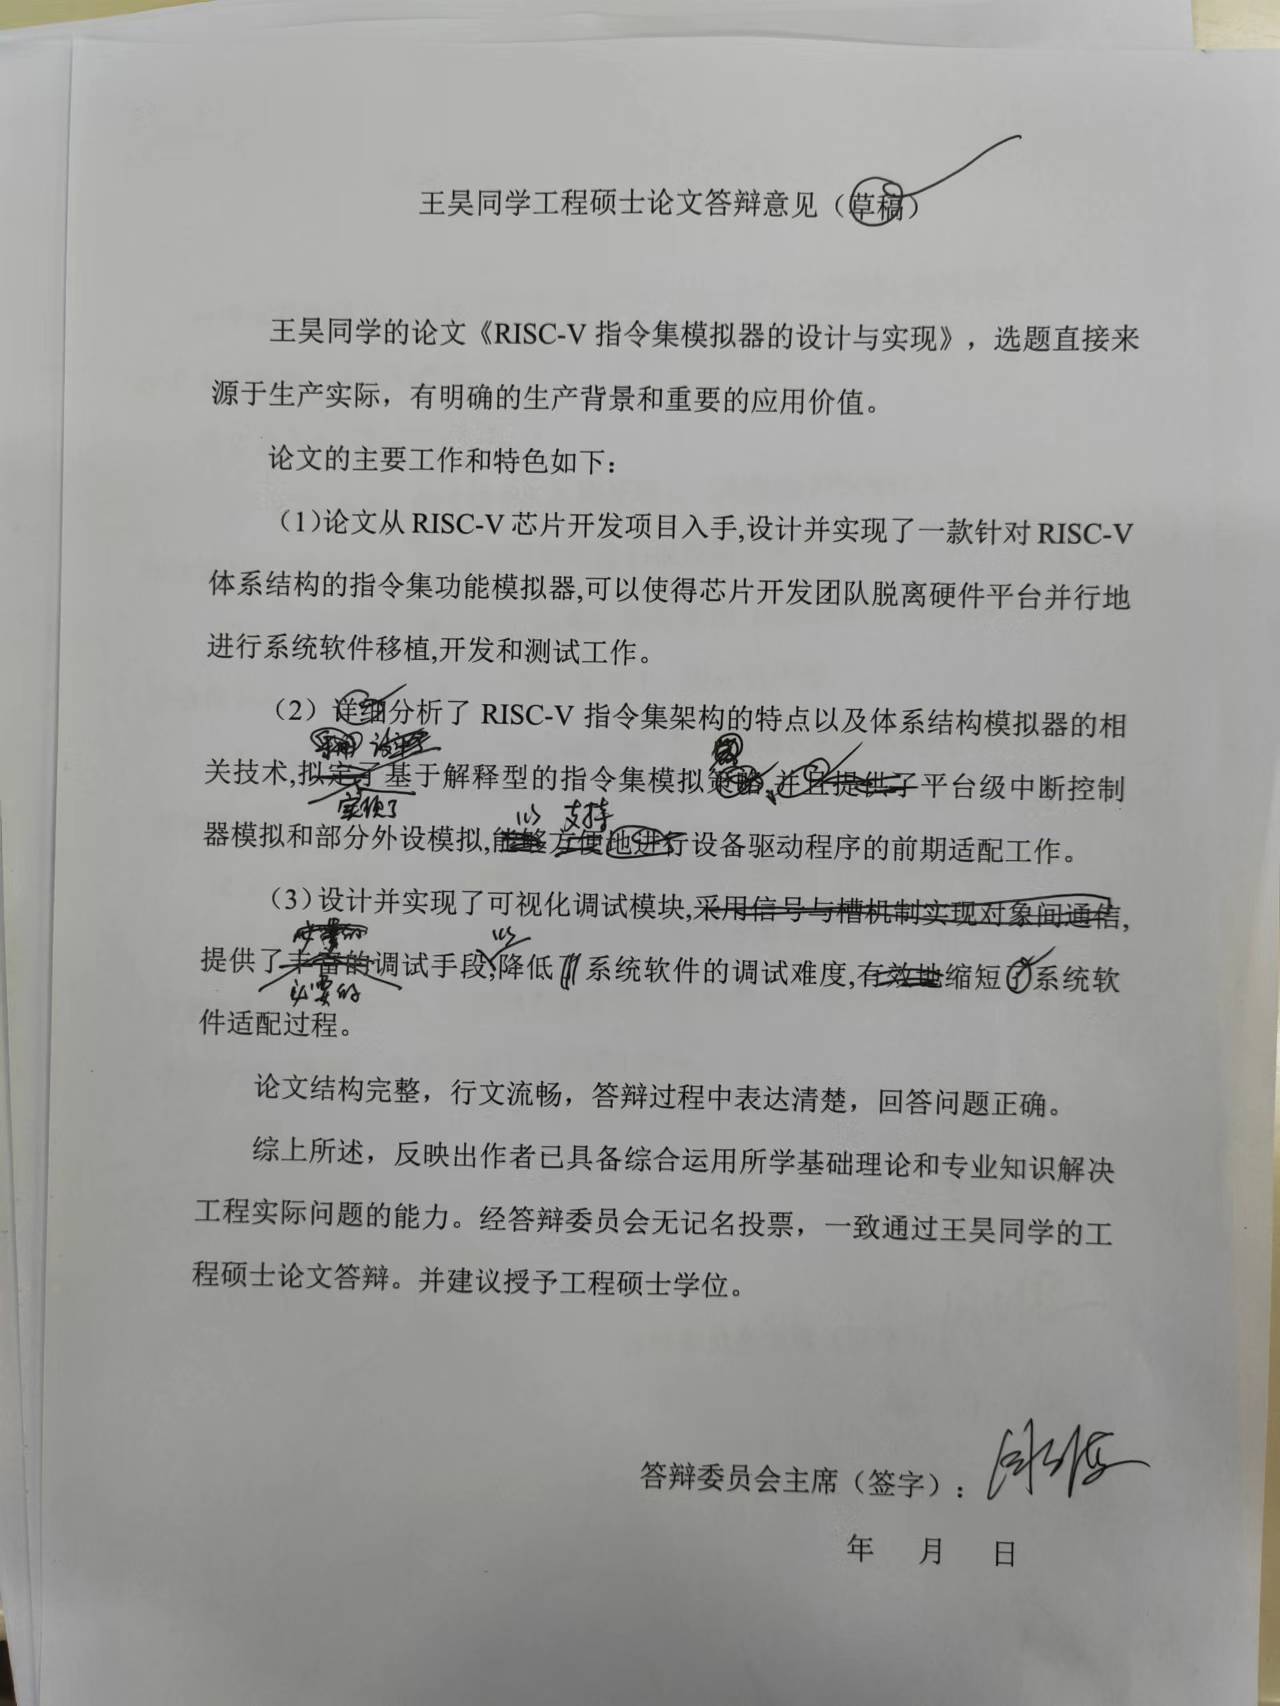 王昊同学工程硕士论文答辩意见（草稿）
王昊同学的论文《RISC-V 指令集模拟器的设计与实现》，选题直接来
源于生产实际，有明确的生产背景和重要的应用价值。
论文的主要工作和特色如下：
（1)论文从 RISC-V 芯片开发项目入手,设计并实现了一款针对 RISC-V
体系结构的指令集功能模拟器,可以使得芯片开发团队脱离硬件平台并行地
进行系统软件移植,开发和测试工作。
（2）详细分析了 RISC-V 指令集架构的特点以及体系结构模拟器的相
关技术,拟定了基于解释型的指令集模拟策略,并且提供了平台级中断控制
实现了
以 支持
器模拟和部分外设模拟,能够方便地进行设备驱动程序的前期适配工作。
（3）设计并实现了可视化调试模块,采用信号与槽机制实现对象间通信,
以
提供了丰富的调试手段,降低了系统软件的调试难度,有效地缩短了系统软
必要的
件适配过程。
论文结构完整，行文流畅，答辩过程中表达清楚，回答问题正确。
综上所述，反映出作者已具备综合运用所学基础理论和专业知识解决
工程实际问题的能力。经答辩委员会无记名投票，一致通过王昊同学的工
程硕士论文答辩。并建议授予工程硕士学位。
答辩委员会主席（签字）:
年 月 日